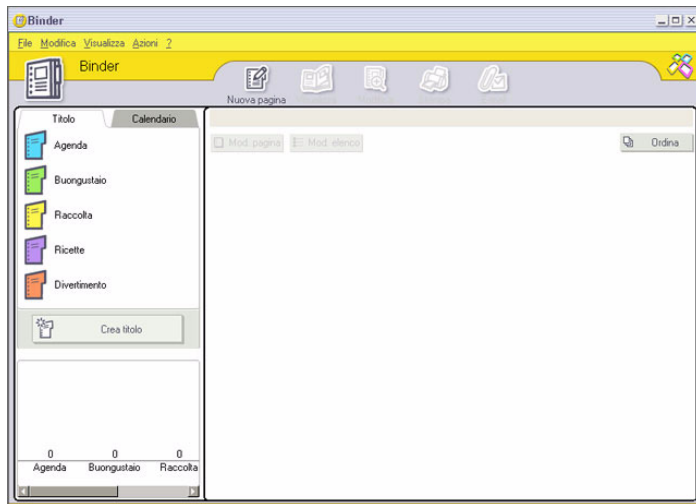 Binder
File Modifica Visualizza Azioni ?
Binder
Nuova pagina
Titolo Calendario
Agenda
Mod. pagina Mod. elenco Ordina
Buongustaio
Raccolta
Ricette
Divertimento
Crea titolo
0 0 0
Agenda Buongustaio Raccolta